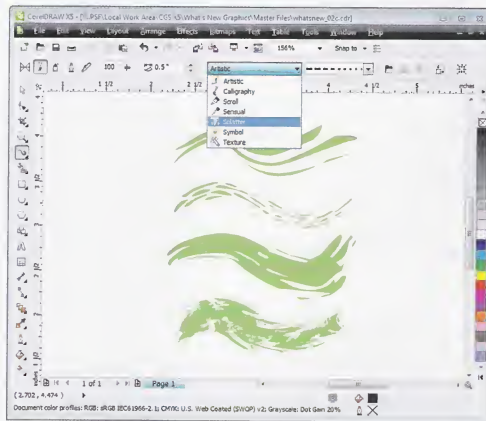 CorelDRAW X5 - [I:\PSF\Local Work Area-CGS X5\What's New Graphics\Master Files\whatsnew_02c.cdr]
File Edit View Layout Arrange Effects Bitmaps Text Table Tools Window Help
156% Snap to
100 0.5" Artistic
Artistic
Calligraphy
Scroll
Sensual
Splatter
Symbol
Texture
1 1/2 2 2 1/2 4 4 1/2 5 inches
1 of 1 Page 1
(2.702, 4.474)
Document color profiles: RGB: sRGB IEC61966-2.1; CMYK: U.S. Web Coated (SWOP) v2; Grayscale: Dot Gain 20%